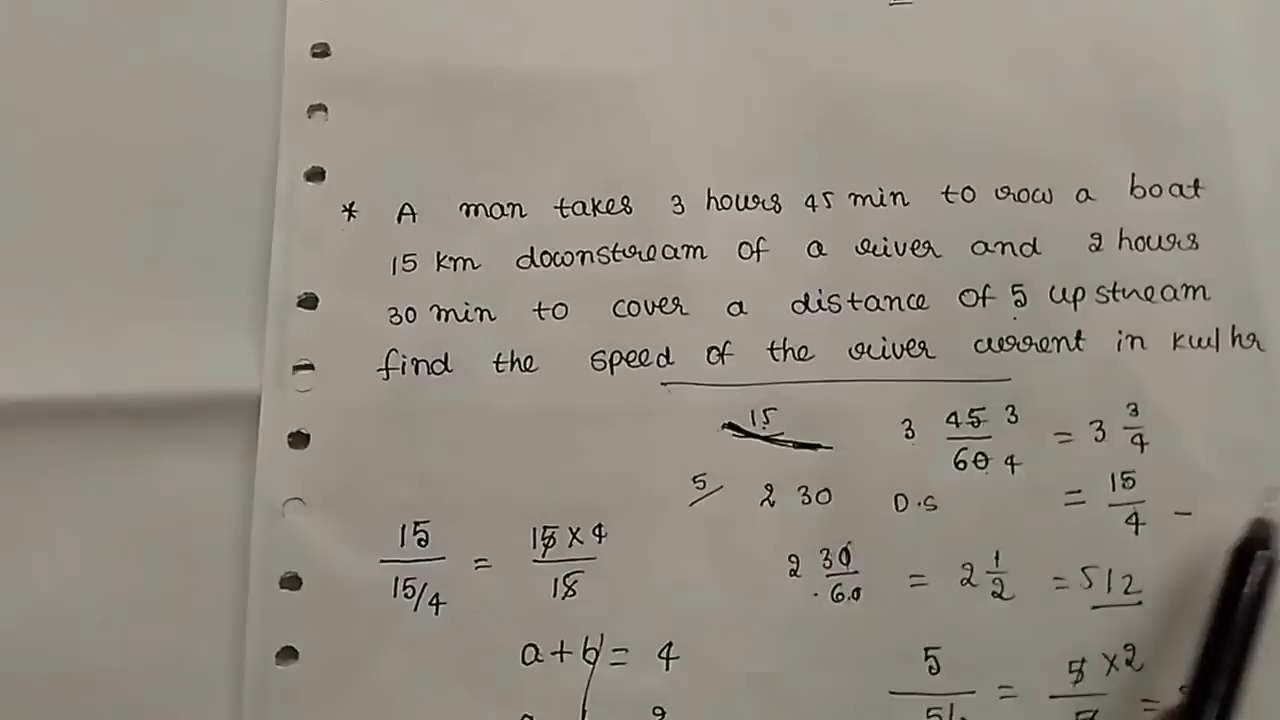 * A man takes 3 hours 45 min to row a boat
15 km downstream of a river and 2 hours
30 min to cover a distance of 5 upstream
find the speed of the river current in km/hr
15
3 45/60 3 4 = 3 3/4
5/ 2 30 D.S = 15/4 -
15/15/4 = 15 x 4/15
2 30/60 = 2 1/2 = 5/2
a + b = 4
5/5 = 5 x 2/5 =